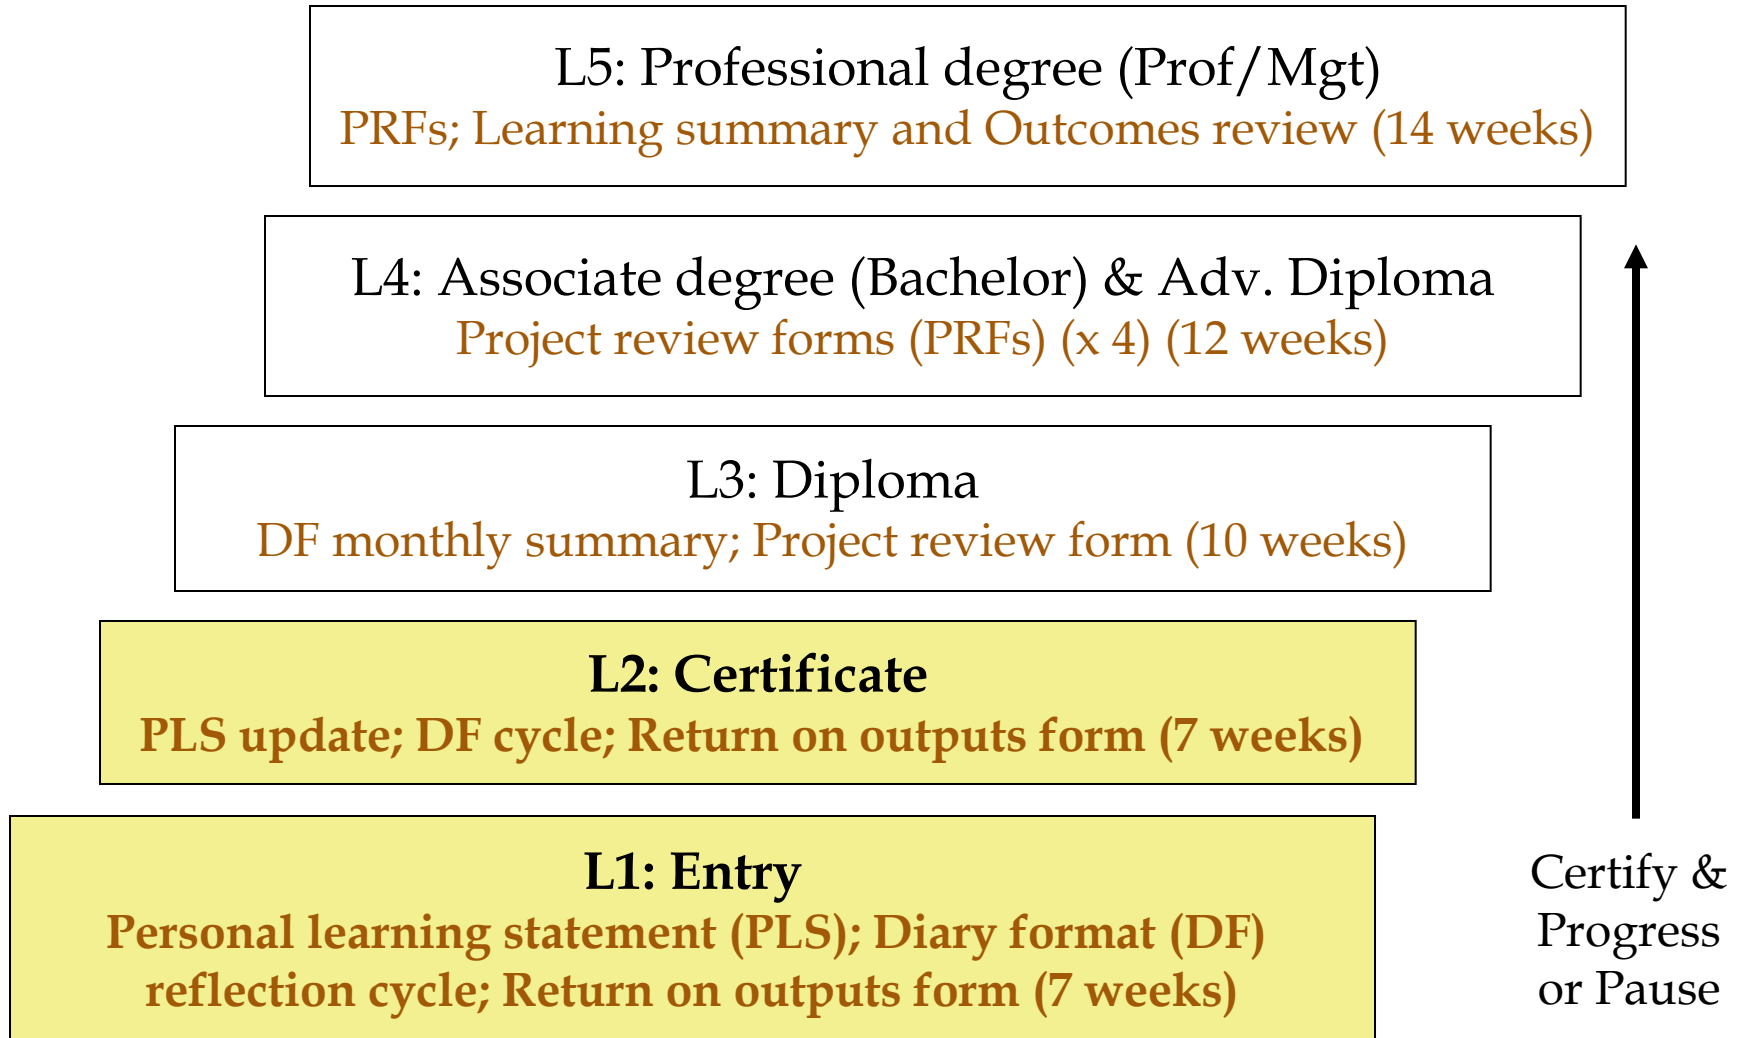 L5: Professional degree (Prof/Mgt)
PRFs; Learning summary and Outcomes review (14 weeks)
L4: Associate degree (Bachelor) & Adv. Diploma
Project review forms (PRFs) (x 4) (12 weeks)
L3: Diploma
DF monthly summary; Project review form (10 weeks)
L2: Certificate
PLS update; DF cycle; Return on outputs form (7 weeks)
L1: Entry
Personal learning statement (PLS); Diary format (DF)
reflection cycle; Return on outputs form (7 weeks)
Certify &
Progress
or Pause